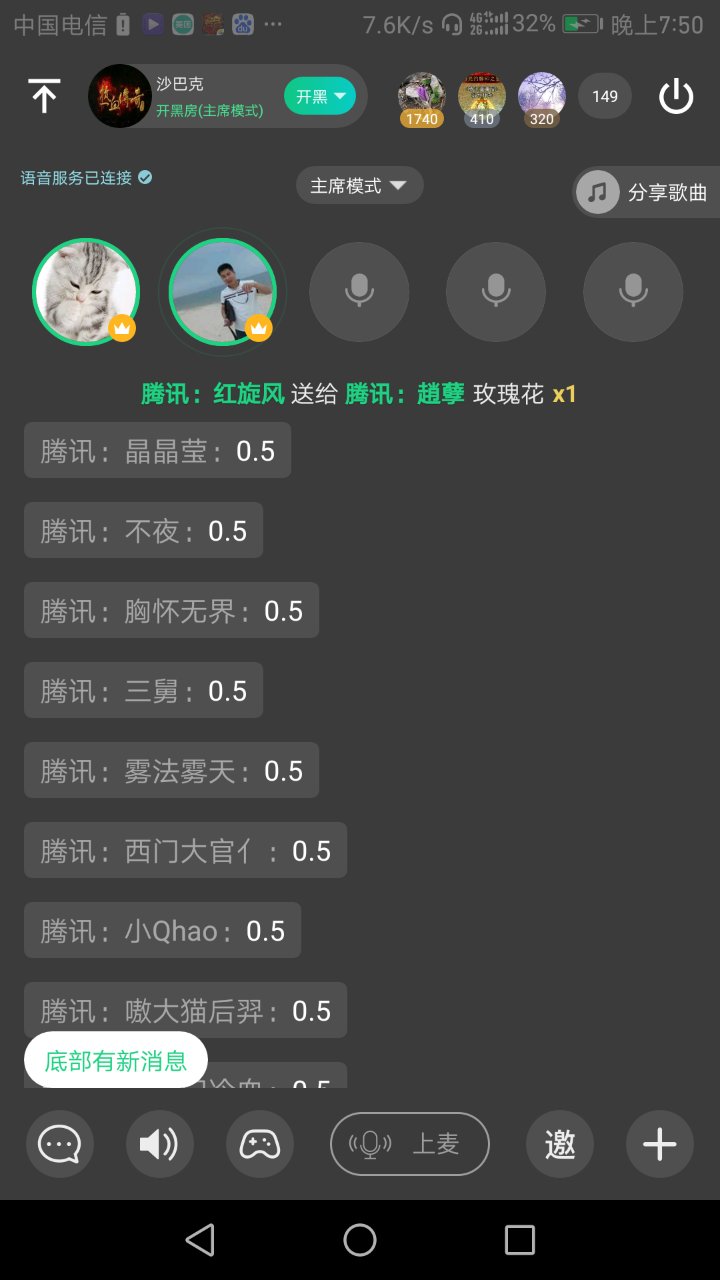 中国电信 7.6K/s 4G 2G 32% 晚上7:50
沙巴克
开黑房(主席模式)
开黑
1740 410 320 149
语音服务已连接
主席模式
分享歌曲
腾讯：红旋风 送给 腾讯：趙孽 玫瑰花 x1
腾讯：晶晶莹：0.5
腾讯：不夜：0.5
腾讯：胸怀无界：0.5
腾讯：三舅：0.5
腾讯：雾法雾天：0.5
腾讯：西门大官亻：0.5
腾讯：小Qhao：0.5
腾讯：嗷大猫后羿：0.5
底部有新消息
上麦
邀